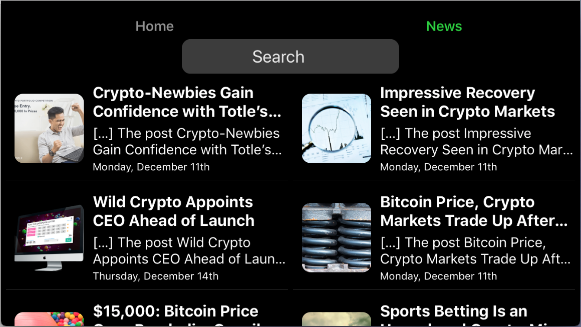 Home
News
Search
Crypto-Newbies Gain
Confidence with Totle's...
[...] The post Crypto-Newbies
Gain Confidence with Totle's...
Monday, December 11th
Impressive Recovery
Seen in Crypto Markets
[...] The post Impressive
Recovery Seen in Crypto Mar...
Monday, December 11th
Wild Crypto Appoints
CEO Ahead of Launch
[...] The post Wild Crypto
Appoints CEO Ahead of Laun...
Thursday, December 14th
Bitcoin Price, Crypto
Markets Trade Up After...
[...] The post Bitcoin Price,
Crypto Markets Trade Up Aft...
Monday, December 11th
$15,000: Bitcoin Price
Sports Betting Is an